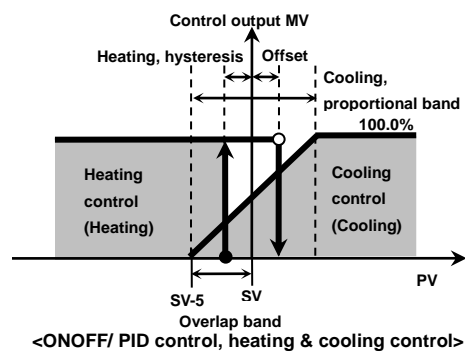 Control output MV
Heating, hysteresis
Offset
Cooling,
proportional band
100.0%
Heating
control
(Heating)
Cooling
control
(Cooling)
SV-5
SV
PV
Overlap band
<ONOFF/ PID control, heating & cooling control>